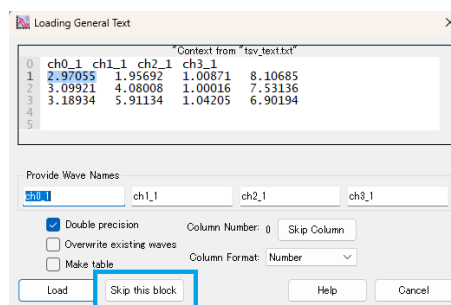 Loading General Text
"Context from "tsv_text.txt"
0 ch0_1 ch1_1 ch2_1 ch3_1
1 2.97055 1.95692 1.00871 8.10685
2 3.09921 4.08008 1.00016 7.53136
3 3.18934 5.91134 1.04205 6.90194
4
5
Provide Wave Names
ch0_1 ch1_1 ch2_1 ch3_1
Double precision Column Number: 0 Skip Column
Overwrite existing waves
Make table Column Format: Number
Load Skip this block Help Cancel